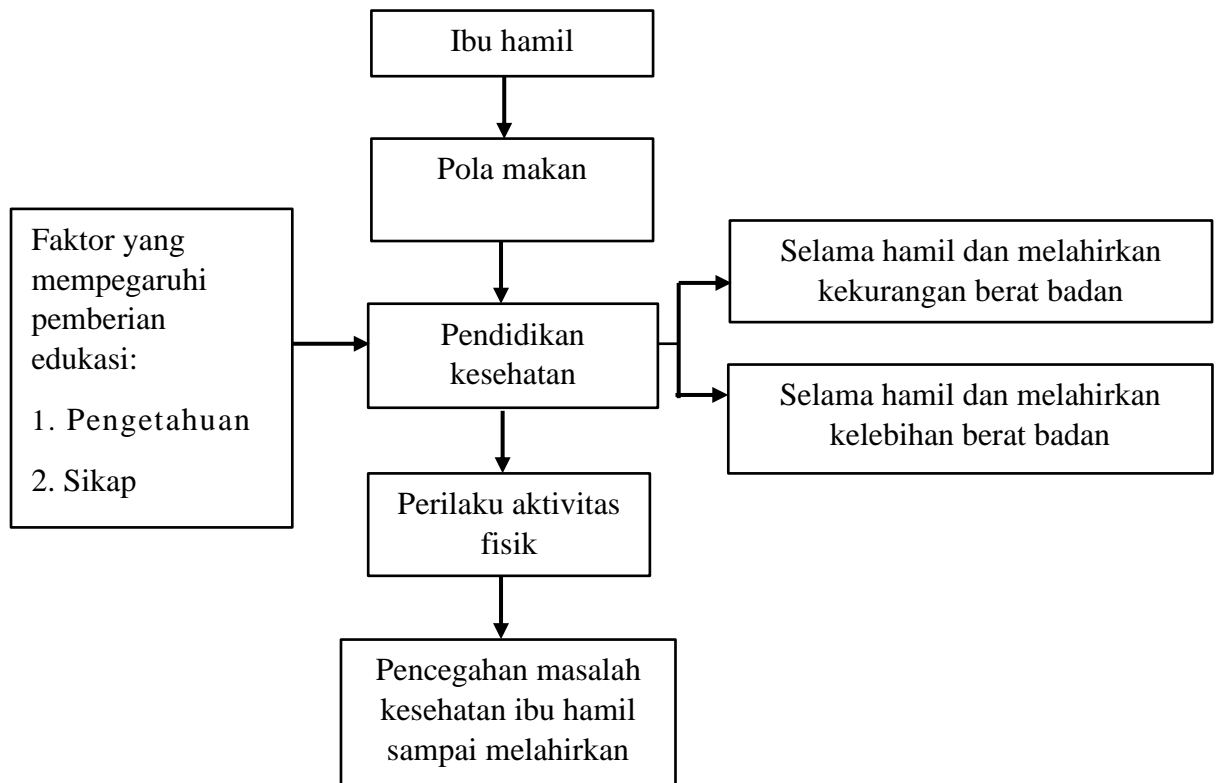 Ibu hamil
Pola makan
Faktor yang
mempegaruhi
pemberian
edukasi:
1. Pengetahuan
2. Sikap
Pendidikan
kesehatan
Selama hamil dan melahirkan
kekurangan berat badan
Selama hamil dan melahirkan
kelebihan berat badan
Perilaku aktivitas
fisik
Pencegahan masalah
kesehatan ibu hamil
sampai melahirkan